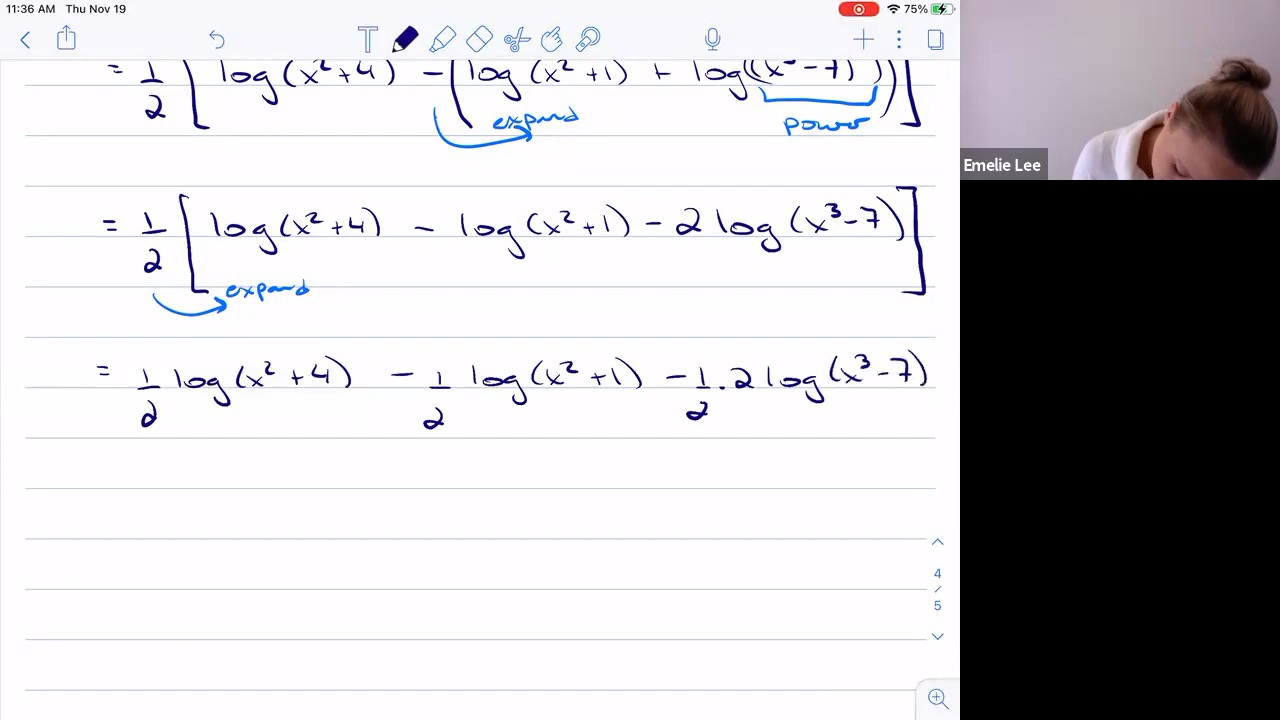 11:36 AM Thu Nov 19
75%
T
= 1/2 [ log(x²+4) - ( log(x²+1) + log((x³-7) ) ) ]
expand
power
Emelie Lee
= 1/2 [ log(x²+4) - log(x²+1) - 2 log(x³-7) ]
expand
= 1/2 log(x²+4) - 1/2 log(x²+1) - 1/2 · 2 log(x³-7)
4
/
5